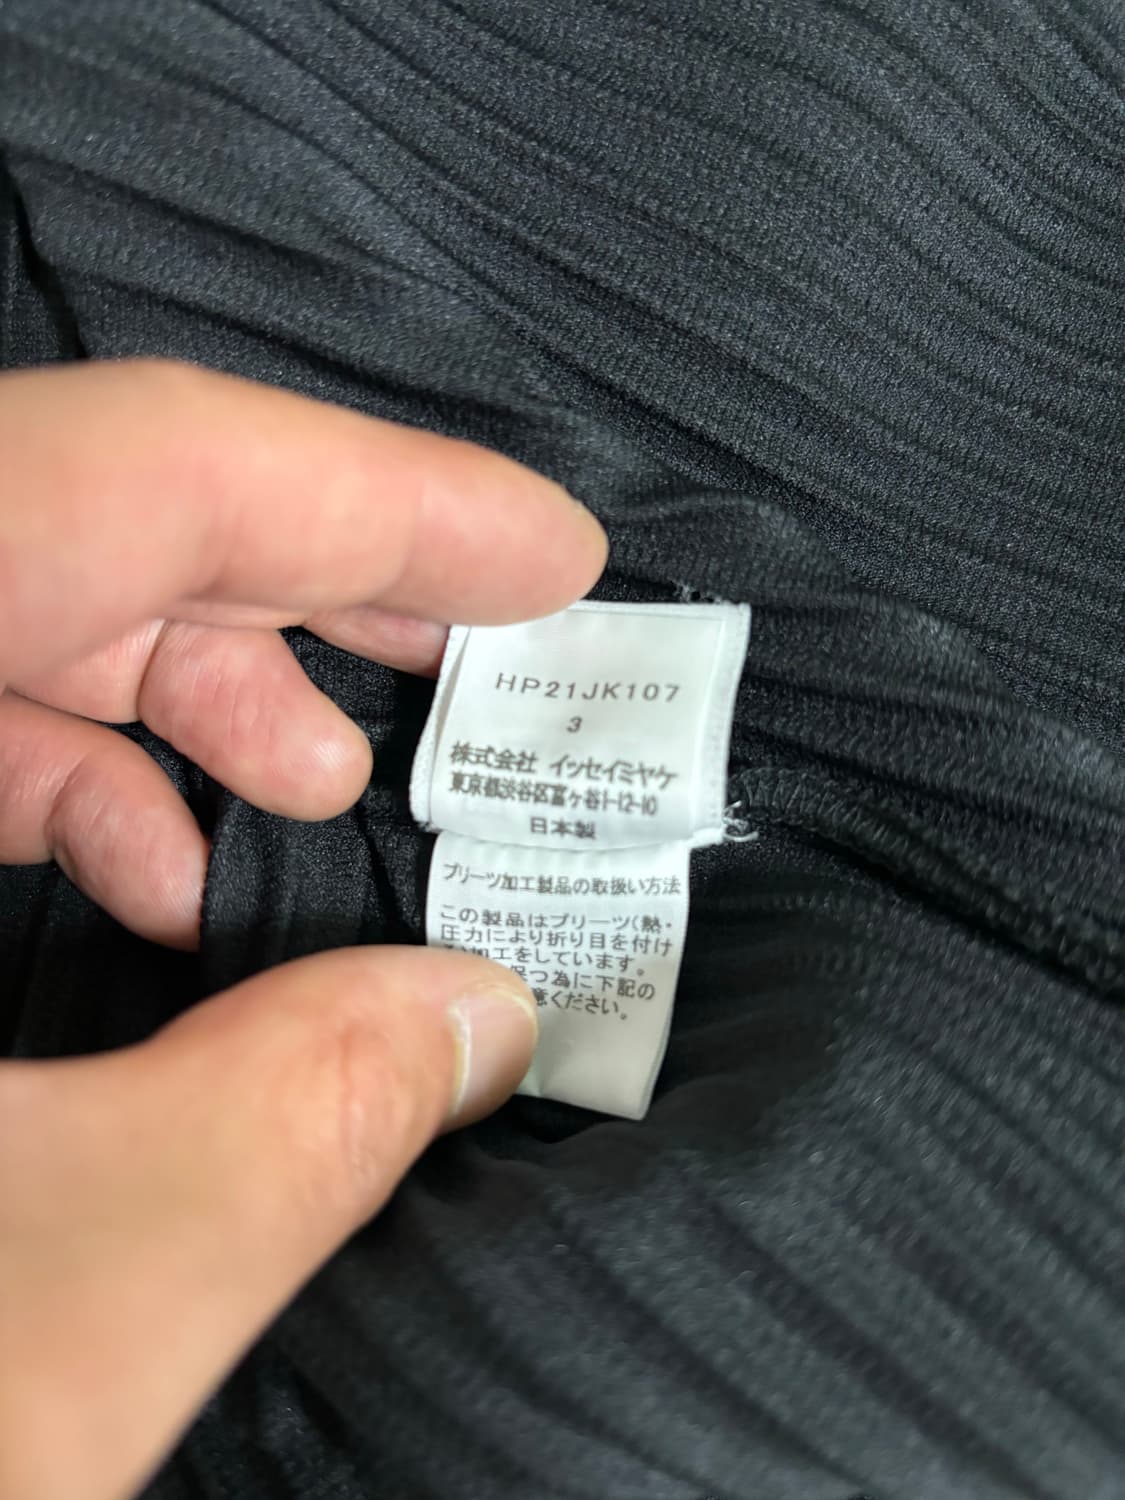 HP21JK107
3
株式会社 イッセイミヤケ
東京都渋谷区富ヶ谷1-12-10
日本製
プリーツ加工製品の取扱い方法
この製品はプリーツ(熱・
圧力により折り目を付け
加工をしています。
保つ為に下記の
意ください。